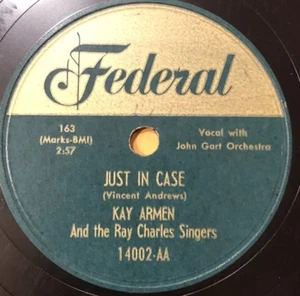 Federal
163
(Marks-BMI)
2:57
Vocal with
John Gart Orchestra
JUST IN CASE
(Vincent Andrews)
KAY ARMEN
And the Ray Charles Singers
14002-AA